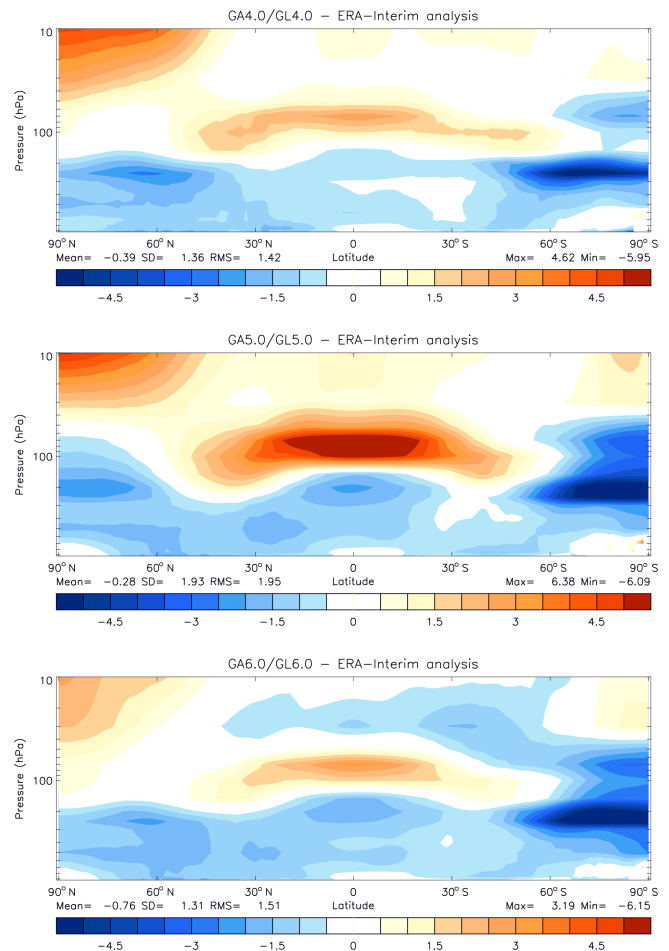 GA4.0/GL4.0 − ERA−Interim analysis
10
Pressure (hPa)
100
90° N 60° N 30° N 0 30° S 60° S 90° S
Mean= −0.39 SD= 1.36 RMS= 1.42 Latitude Max= 4.62 Min= −5.95
−4.5 −3 −1.5 0 1.5 3 4.5
GA5.0/GL5.0 − ERA−Interim analysis
10
Pressure (hPa)
100
90° N 60° N 30° N 0 30° S 60° S 90° S
Mean= −0.28 SD= 1.93 RMS= 1.95 Latitude Max= 6.38 Min= −6.09
−4.5 −3 −1.5 0 1.5 3 4.5
GA6.0/GL6.0 − ERA−Interim analysis
10
Pressure (hPa)
100
90° N 60° N 30° N 0 30° S 60° S 90° S
Mean= −0.76 SD= 1.31 RMS= 1.51 Latitude Max= 3.19 Min= −6.15
−4.5 −3 −1.5 0 1.5 3 4.5